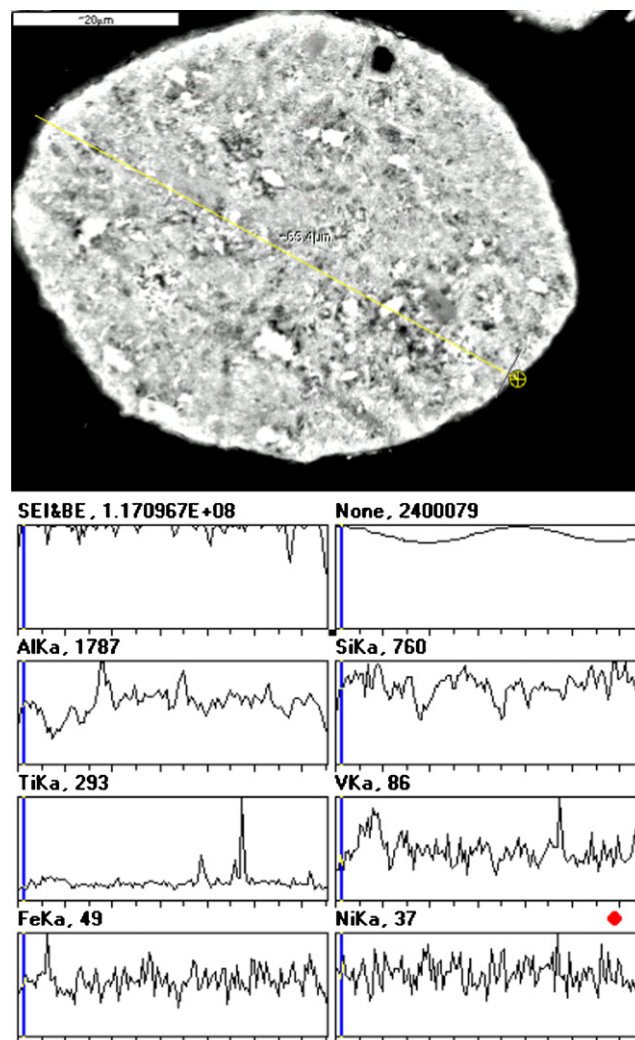 ~20µm
~65.4µm
SEI&BE, 1.170967E+08
None, 2400079
AlKa, 1787
SiKa, 760
TiKa, 293
VKa, 86
FeKa, 49
NiKa, 37